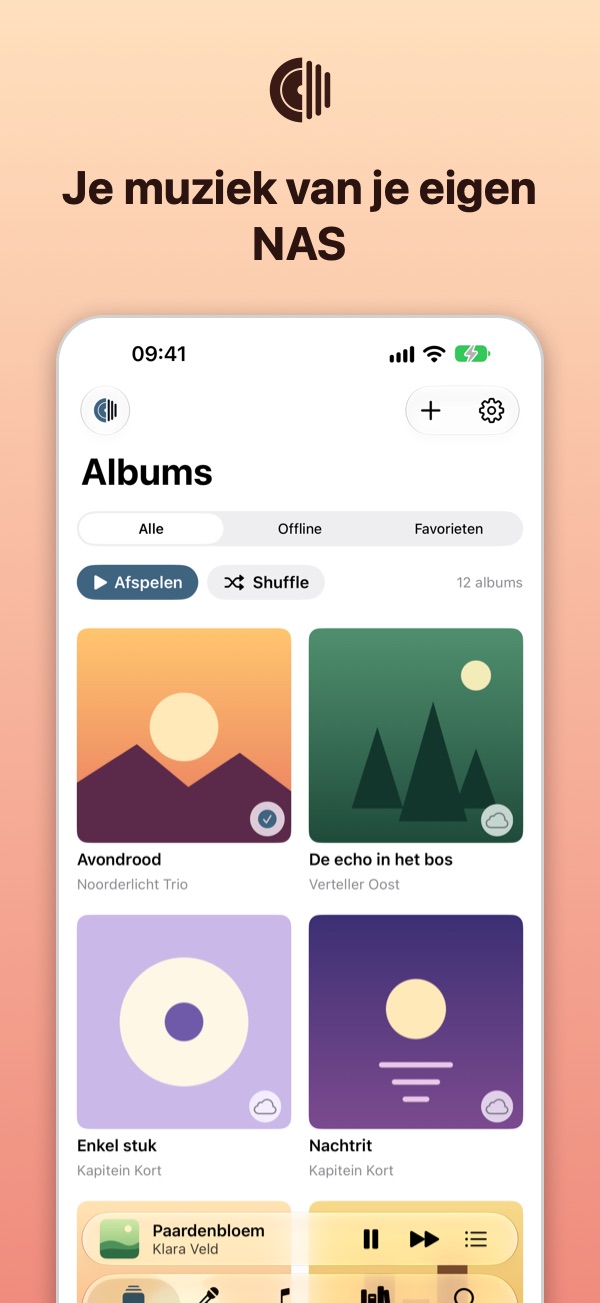 Je muziek van je eigen
NAS
09:41
Albums
Alle
Offline
Favorieten
Afspelen
Shuffle
12 albums
Avondrood
Noorderlicht Trio
De echo in het bos
Verteller Oost
Enkel stuk
Kapitein Kort
Nachtrit
Kapitein Kort
Paardenbloem
Klara Veld